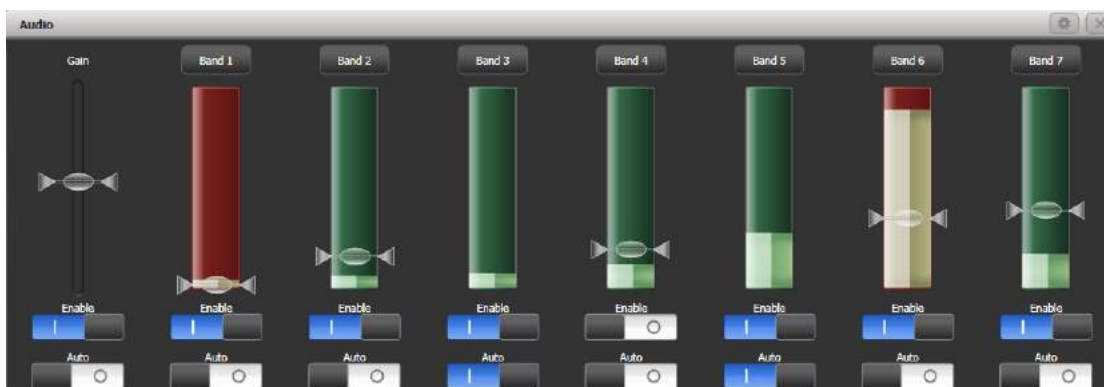 Audio
Gain
Band 1
Band 2
Band 3
Band 4
Band 5
Band 6
Band 7
Enable
Enable
Enable
Enable
Enable
Enable
Enable
Enable
Auto
Auto
Auto
Auto
Auto
Auto
Auto
Auto